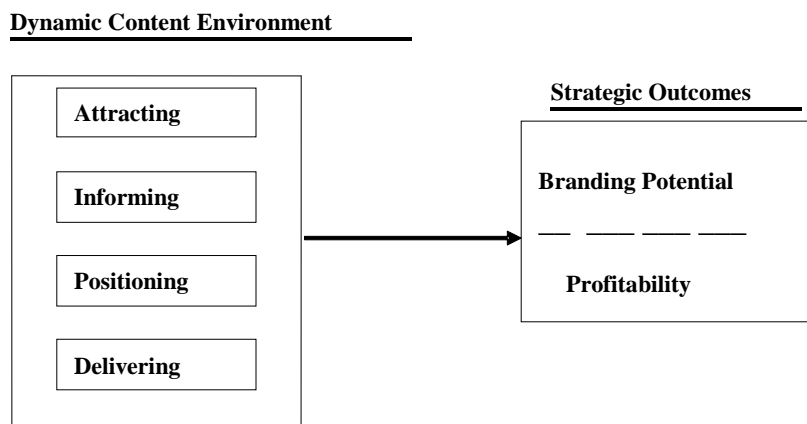 Dynamic Content Environment
Attracting
Informing
Positioning
Delivering
Strategic Outcomes
Branding Potential
Profitability